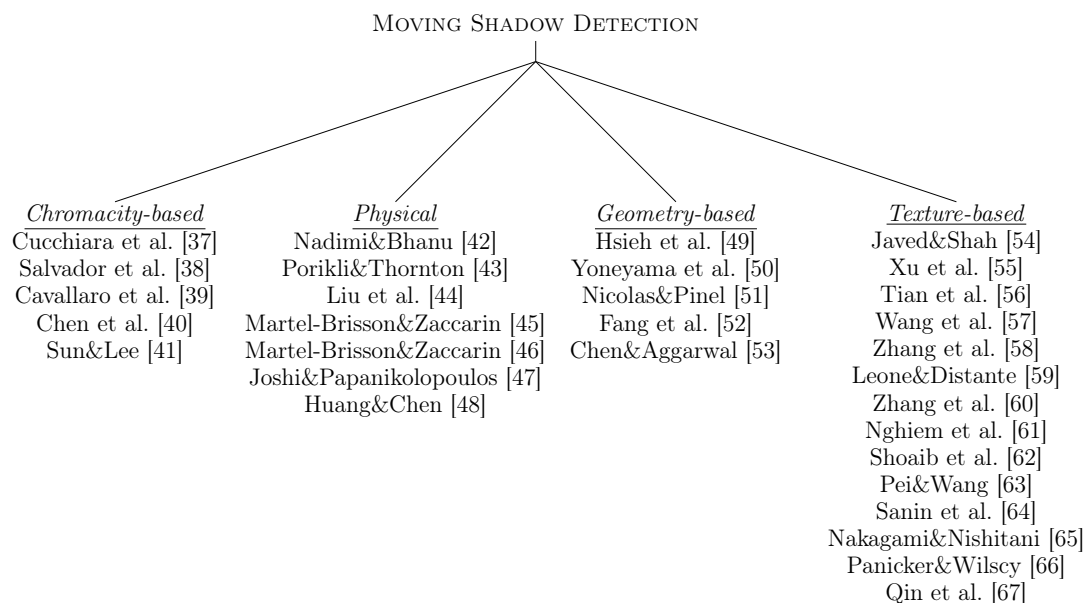 MOVING SHADOW DETECTION
Chromacity-based
Cucchiara et al. [37]
Salvador et al. [38]
Cavallaro et al. [39]
Chen et al. [40]
Sun&Lee [41]
Physical
Nadimi&Bhanu [42]
Porikli&Thornton [43]
Liu et al. [44]
Martel-Brisson&Zaccarin [45]
Martel-Brisson&Zaccarin [46]
Joshi&Papanikolopoulos [47]
Huang&Chen [48]
Geometry-based
Hsieh et al. [49]
Yoneyama et al. [50]
Nicolas&Pinel [51]
Fang et al. [52]
Chen&Aggarwal [53]
Texture-based
Javed&Shah [54]
Xu et al. [55]
Tian et al. [56]
Wang et al. [57]
Zhang et al. [58]
Leone&Distante [59]
Zhang et al. [60]
Nghiem et al. [61]
Shoaib et al. [62]
Pei&Wang [63]
Sanin et al. [64]
Nakagami&Nishitani [65]
Panicker&Wilscy [66]
Qin et al. [67]